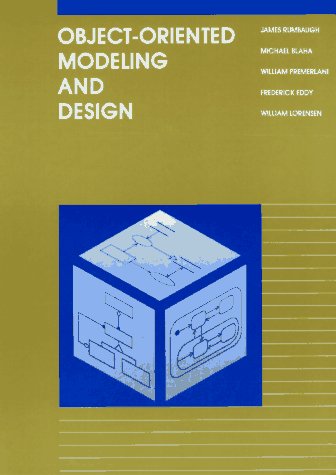 OBJECT-ORIENTED
MODELING
AND
DESIGN
JAMES RUMBAUGH
MICHAEL BLAHA
WILLIAM PREMERLANI
FREDERICK EDDY
WILLIAM LORENSEN